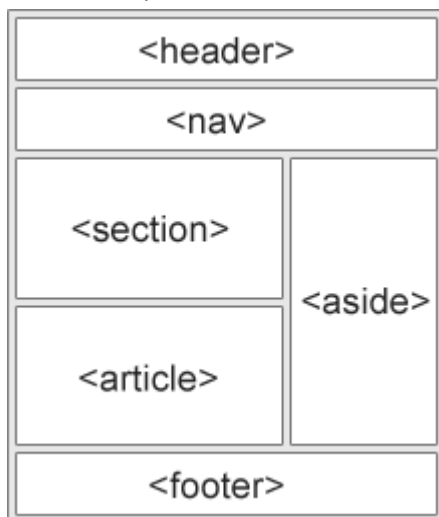 <header>
<nav>
<section>
<aside>
<article>
<footer>